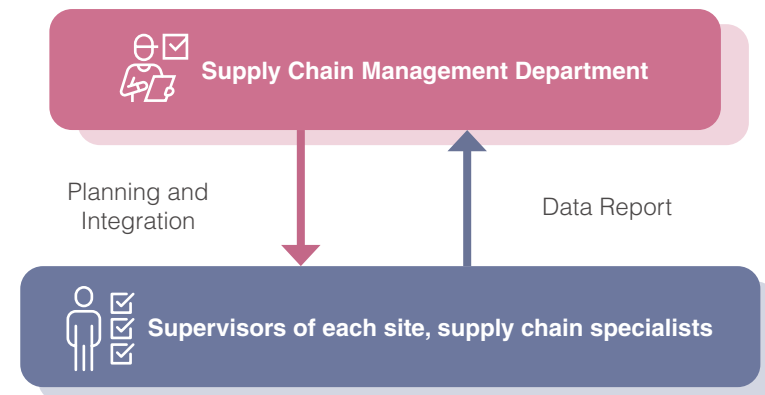 Supply Chain Management Department
Planning and
Integration
Data Report
Supervisors of each site, supply chain specialists